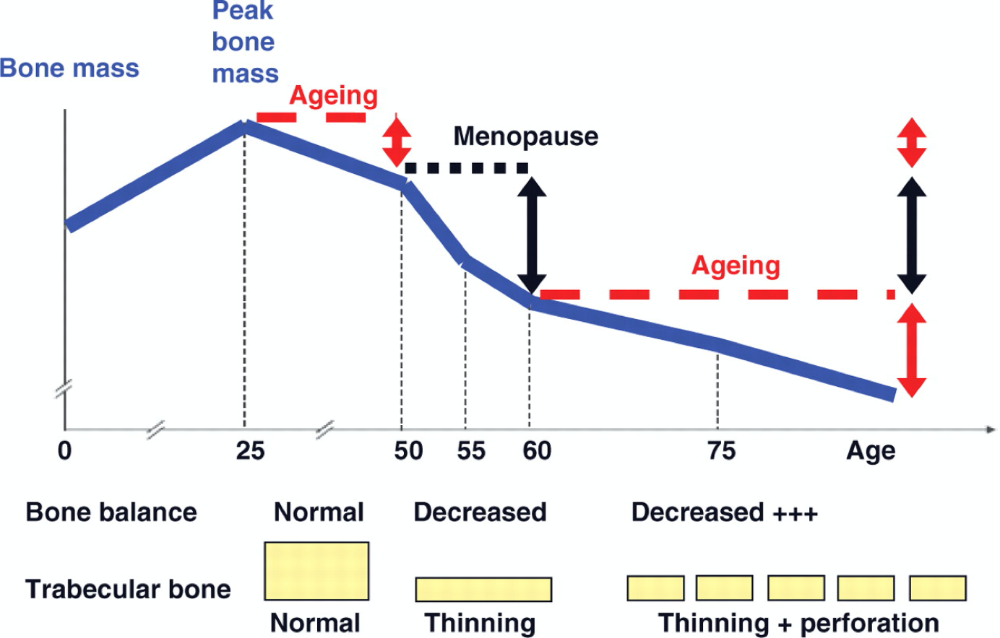 Peak
bone
mass
Bone mass
Ageing
Menopause
Ageing
0 25 50 55 60 75 Age
Bone balance Normal Decreased Decreased +++
Trabecular bone
Normal Thinning Thinning + perforation